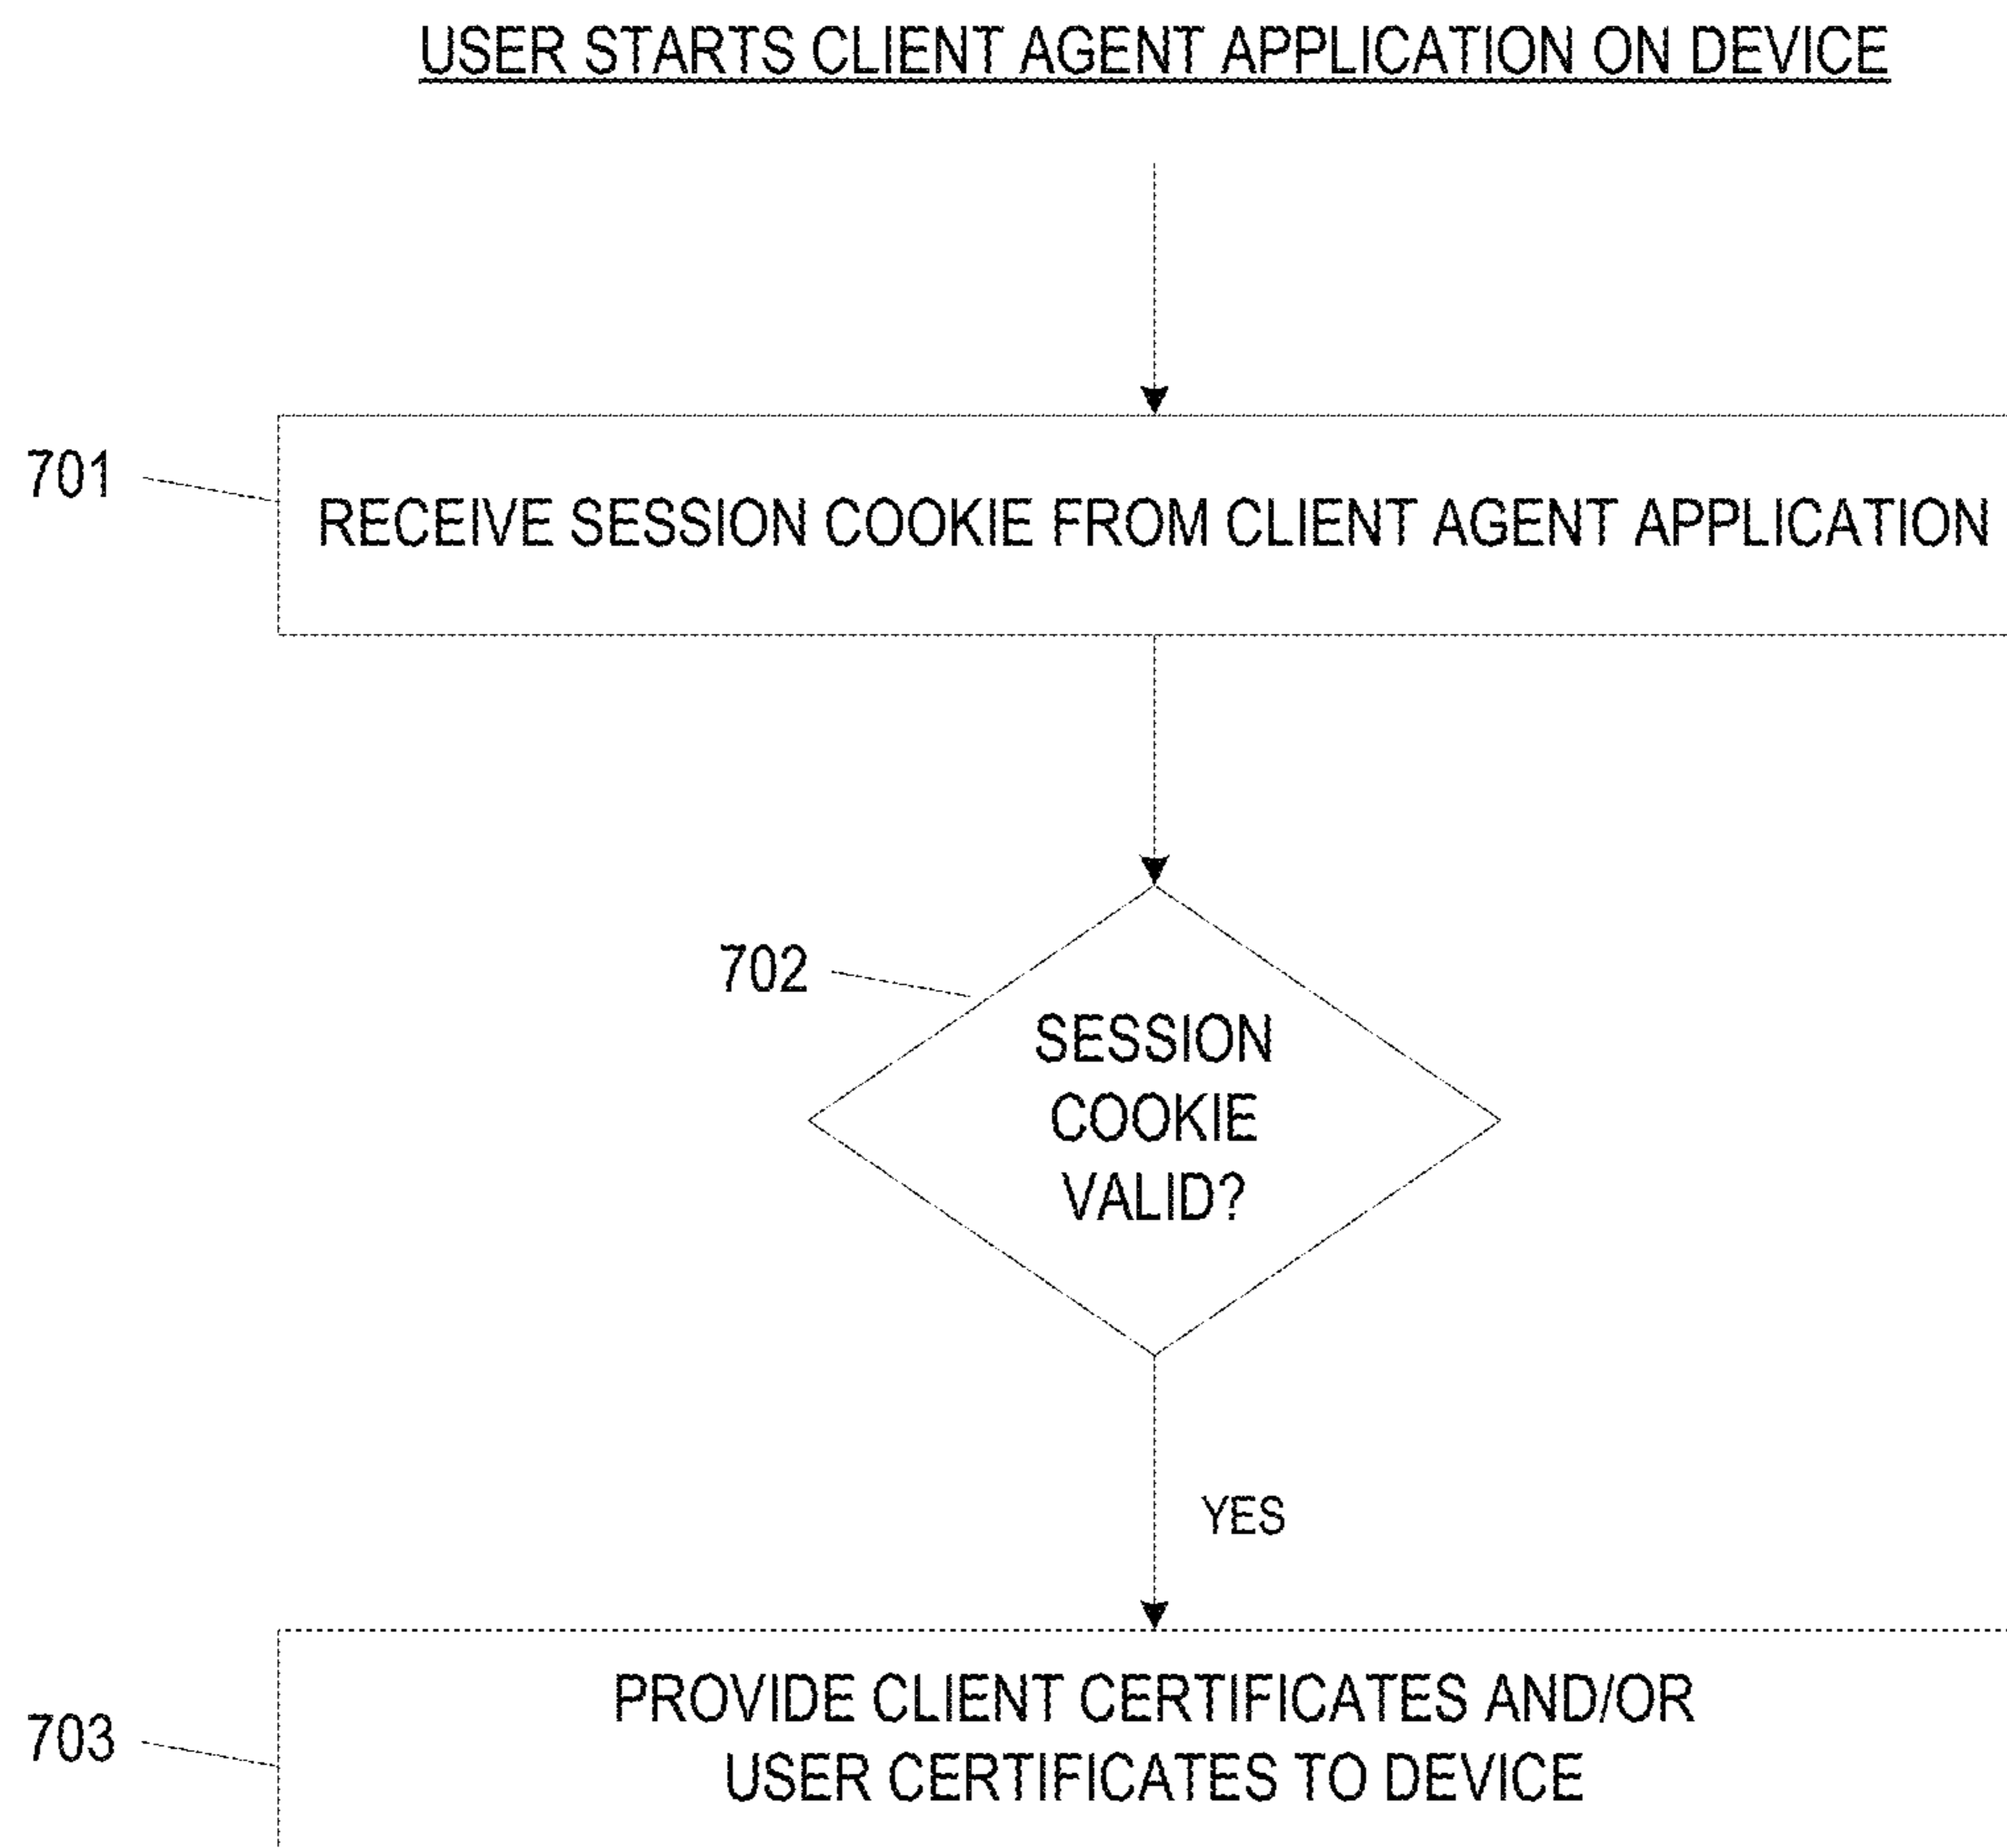 USER STARTS CLIENT AGENT APPLICATION ON DEVICE
701
RECEIVE SESSION COOKIE FROM CLIENT AGENT APPLICATION
702
SESSION
COOKIE
VALID?
YES
703
PROVIDE CLIENT CERTIFICATES AND/OR
USER CERTIFICATES TO DEVICE